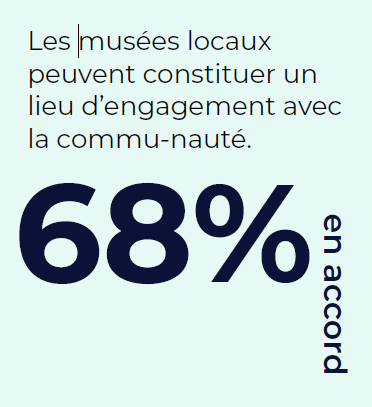 Les musées locaux
peuvent constituer un
lieu d'engagement avec
la commu-nauté.
68%
en accord